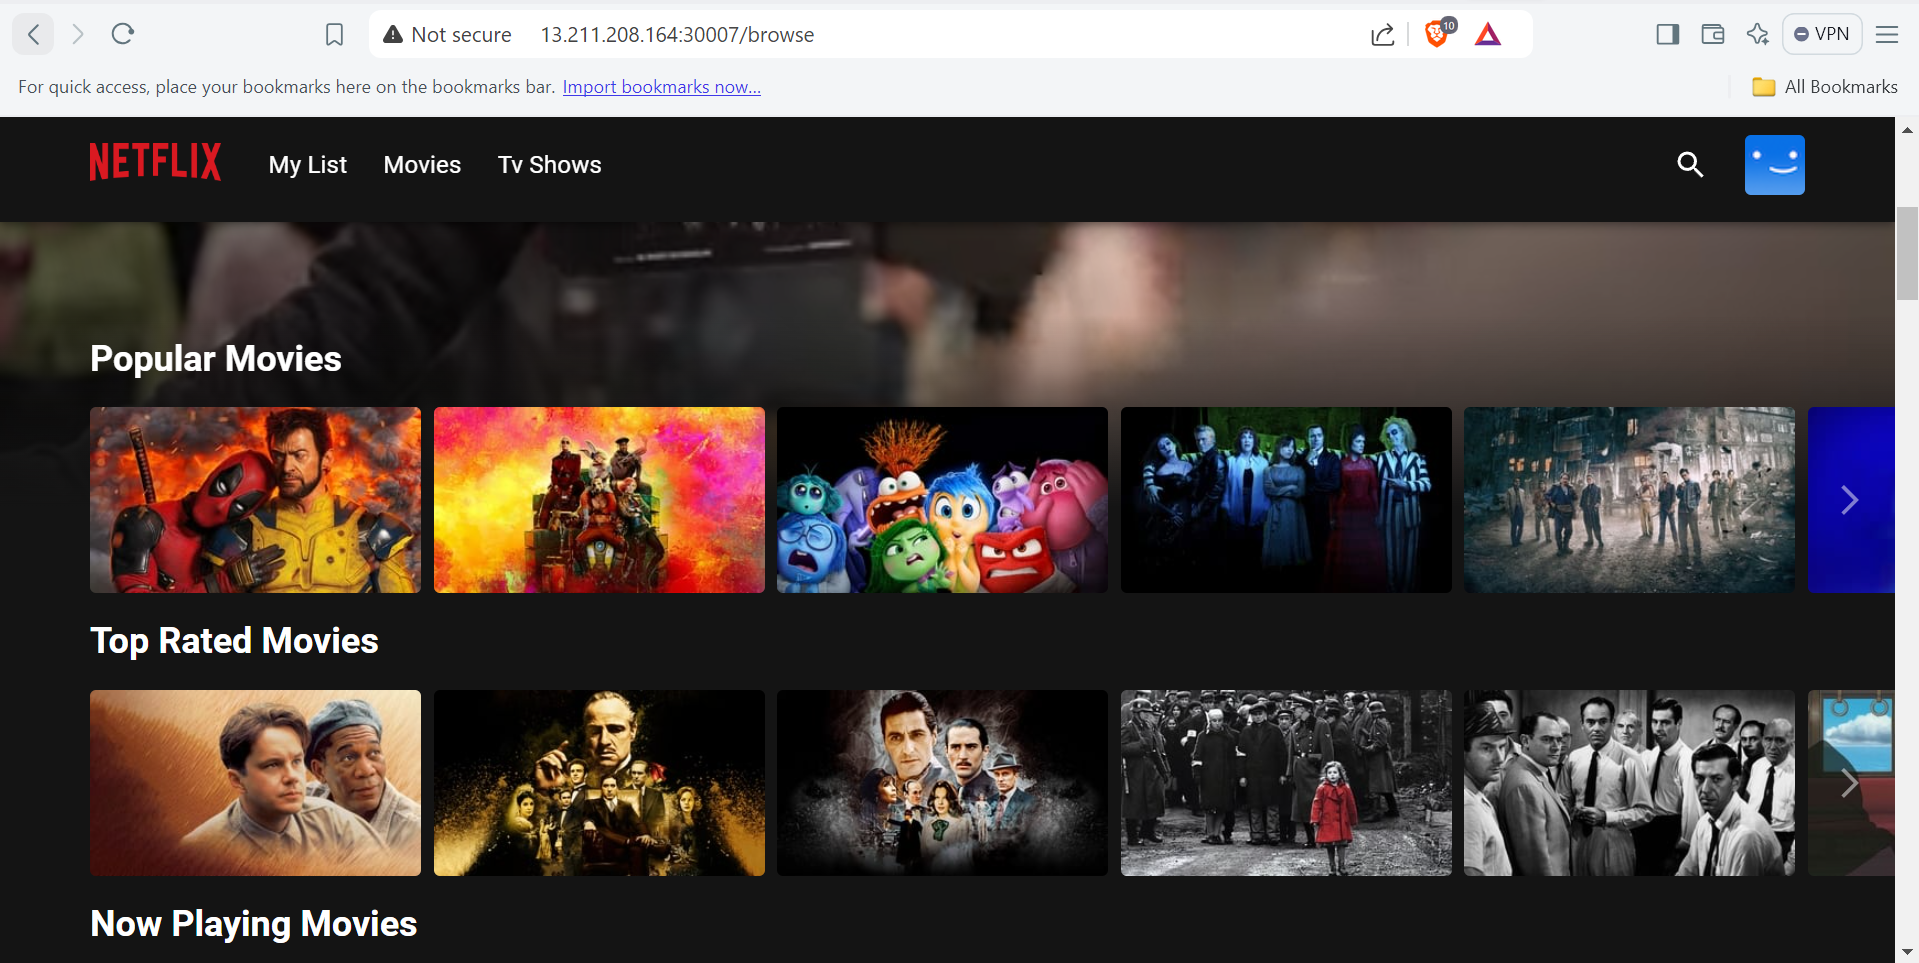 Not secure 13.211.208.164:30007/browse
10
VPN
For quick access, place your bookmarks here on the bookmarks bar. Import bookmarks now...
All Bookmarks
NETFLIX My List Movies Tv Shows
Popular Movies
Top Rated Movies
Now Playing Movies